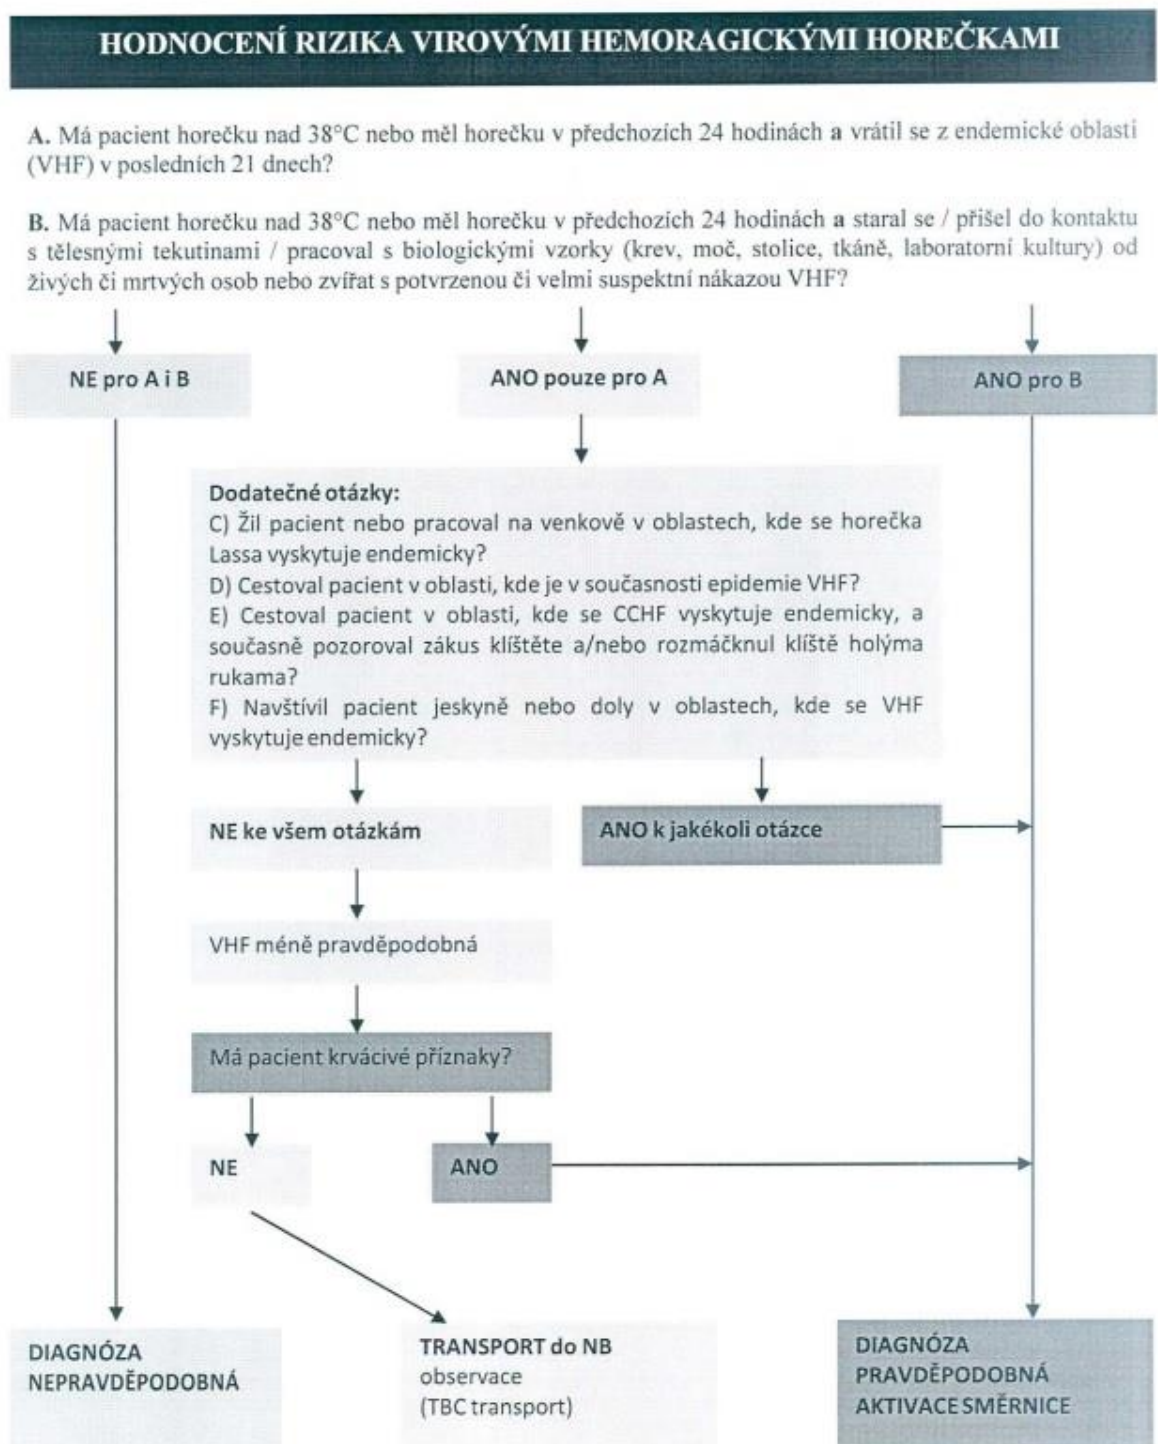 HODNOCENÍ RIZIKA VIROVÝMI HEMORAGICKÝMI HOREČKAMI
A. Má pacient horečku nad 38°C nebo měl horečku v předchozích 24 hodinách a vrátil se z endemické oblasti
(VHF) v posledních 21 dnech?
B. Má pacient horečku nad 38°C nebo měl horečku v předchozích 24 hodinách a staral se / přišel do kontaktu
s tělesnými tekutinami / pracoval s biologickými vzorky (krev, moč, stolice, tkáně, laboratorní kultury) od
živých či mrtvých osob nebo zvířat s potvrzenou či velmi suspektní nákazou VHF?
NE pro A i B
ANO pouze pro A
ANO pro B
Dodatečné otázky:
C) Žil pacient nebo pracoval na venkově v oblastech, kde se horečka
Lassa vyskytuje endemicky?
D) Cestoval pacient v oblasti, kde je v současnosti epidemie VHF?
E) Cestoval pacient v oblasti, kde se CCHF vyskytuje endemicky, a
současně pozoroval zákus klíštěte a/nebo rozmáčknul klíště holýma
rukama?
F) Navštívil pacient jeskyně nebo doly v oblastech, kde se VHF
vyskytuje endemicky?
NE ke všem otázkám
ANO k jakékoli otázce
VHF méně pravděpodobná
Má pacient krvácivé příznaky?
NE
ANO
DIAGNÓZA
NEPRAVDĚPODOBNÁ
TRANSPORT do NB
observace
(TBC transport)
DIAGNÓZA
PRAVDĚPODOBNÁ
AKTIVACE SMĚRNICE